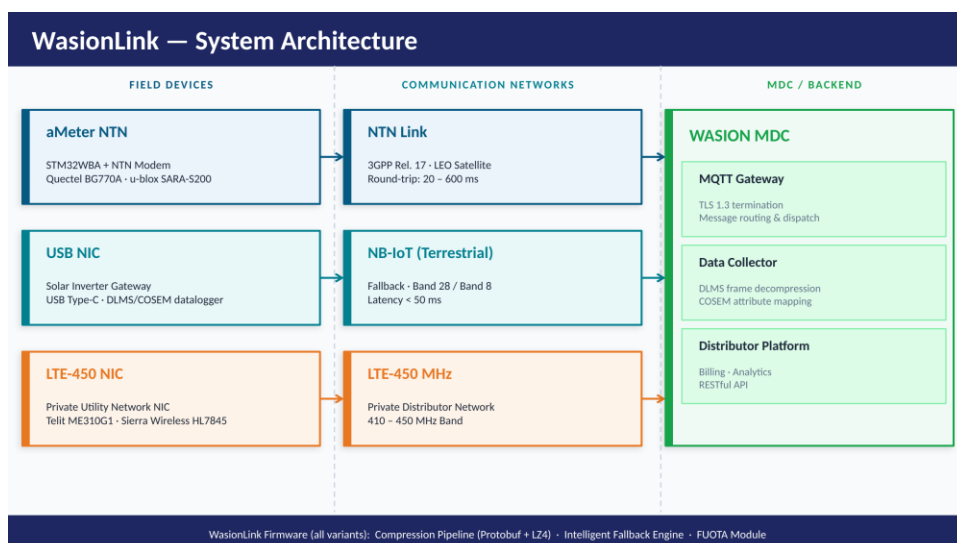 WasionLink — System Architecture
FIELD DEVICES
COMMUNICATION NETWORKS
MDC / BACKEND
aMeter NTN
STM32WBA + NTN Modem
Quectel BG770A · u-blox SARA-S200
NTN Link
3GPP Rel. 17 · LEO Satellite
Round-trip: 20 – 600 ms
USB NIC
Solar Inverter Gateway
USB Type-C · DLMS/COSEM datalogger
NB-IoT (Terrestrial)
Fallback · Band 28 / Band 8
Latency < 50 ms
LTE-450 NIC
Private Utility Network NIC
Telit ME310G1 · Sierra Wireless HL7845
LTE-450 MHz
Private Distributor Network
410 – 450 MHz Band
WASION MDC
MQTT Gateway
TLS 1.3 termination
Message routing & dispatch
Data Collector
DLMS frame decompression
COSEM attribute mapping
Distributor Platform
Billing · Analytics
RESTful API
WasionLink Firmware (all variants): Compression Pipeline (Protobuf + LZ4) · Intelligent Fallback Engine · FUOTA Module